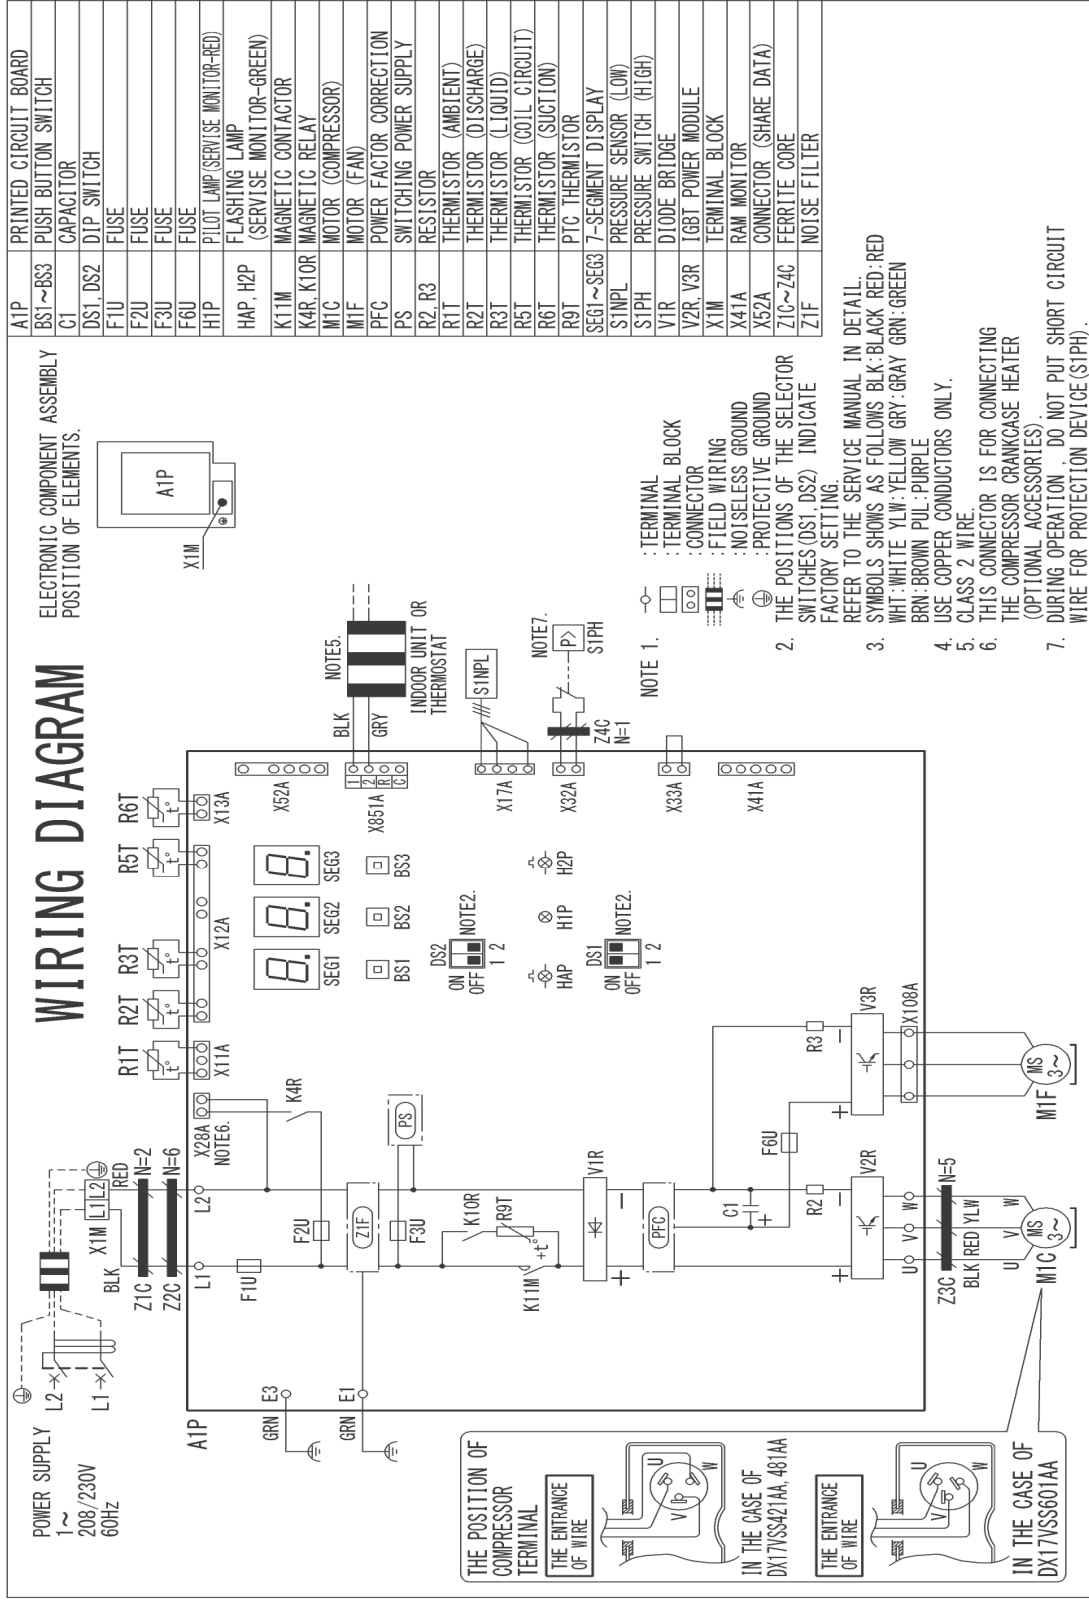 WIRING DIAGRAM
POWER SUPPLY
1~
208/230V
60Hz
L2
L1
X1M
L1 L2
BLK
RED
Z1C
N=2
Z2C
N=6
L1
L2
A1P
X28A
NOTE6.
R1T
t°
X11A
R2T
t°
R3T
t°
X12A
R5T
t°
R6T
t°
X13A
F1U
F2U
K4R
Z1F
F3U
PS
GRN
E3
GRN
E1
K10R
R9T
+t°
K11M
V1R
+
−
PFC
C1
+
F6U
R2
R3
+
−
V2R
+
−
V3R
X108A
U
V
W
Z3C
N=5
BLK RED YLW
U
V
W
MS
3~
M1C
MS
3~
M1F
SEG1
SEG2
SEG3
BS1
BS2
BS3
DS2
ON
OFF
1 2
NOTE2.
HAP
H1P
H2P
DS1
ON
OFF
1 2
NOTE2.
X52A
X851A
1
2
R
C
BLK
GRY
NOTE5.
INDOOR UNIT OR
THERMOSTAT
X17A
S1NPL
X32A
Z4C
N=1
NOTE7.
P>
S1PH
X33A
X41A
THE POSITION OF
COMPRESSOR
TERMINAL
THE ENTRANCE
OF WIRE
U
V
W
IN THE CASE OF
DX17VSS421AA, 481AA
THE ENTRANCE
OF WIRE
U
V
W
IN THE CASE OF
DX17VSS601AA
ELECTRONIC COMPONENT ASSEMBLY
POSITION OF ELEMENTS.
A1P
X1M
NOTE 1.
:TERMINAL
:TERMINAL BLOCK
:CONNECTOR
:FIELD WIRING
:NOISELESS GROUND
:PROTECTIVE GROUND
2. THE POSITIONS OF THE SELECTOR
SWITCHES(DS1,DS2) INDICATE
FACTORY SETTING.
REFER TO THE SERVICE MANUAL IN DETAIL.
3. SYMBOLS SHOWS AS FOLLOWS BLK:BLACK RED:RED
WHT:WHITE YLW:YELLOW GRY:GRAY GRN:GREEN
BRN:BROWN PUL:PURPLE
4. USE COPPER CONDUCTORS ONLY.
5. CLASS 2 WIRE.
6. THIS CONNECTOR IS FOR CONNECTING
THE COMPRESSOR CRANKCASE HEATER
(OPTIONAL ACCESSORIES).
7. DURING OPERATION , DO NOT PUT SHORT CIRCUIT
WIRE FOR PROTECTION DEVICE(S1PH).
A1P PRINTED CIRCUIT BOARD
BS1~BS3 PUSH BUTTON SWITCH
C1 CAPACITOR
DS1, DS2 DIP SWITCH
F1U FUSE
F2U FUSE
F3U FUSE
F6U FUSE
H1P PILOT LAMP(SERVISE MONITOR-RED)
HAP, H2P FLASHING LAMP
(SERVISE MONITOR-GREEN)
K11M MAGNETIC CONTACTOR
K4R, K10R MAGNETIC RELAY
M1C MOTOR (COMPRESSOR)
M1F MOTOR (FAN)
PFC POWER FACTOR CORRECTION
PS SWITCHING POWER SUPPLY
R2, R3 RESISTOR
R1T THERMISTOR (AMBIENT)
R2T THERMISTOR (DISCHARGE)
R3T THERMISTOR (LIQUID)
R5T THERMISTOR (COIL CIRCUIT)
R6T THERMISTOR (SUCTION)
R9T PTC THERMISTOR
SEG1~SEG3 7-SEGMENT DISPLAY
S1NPL PRESSURE SENSOR (LOW)
S1PH PRESSURE SWITCH (HIGH)
V1R DIODE BRIDGE
V2R, V3R IGBT POWER MODULE
X1M TERMINAL BLOCK
X41A RAM MONITOR
X52A CONNECTOR (SHARE DATA)
Z1C~Z4C FERRITE CORE
Z1F NOISE FILTER